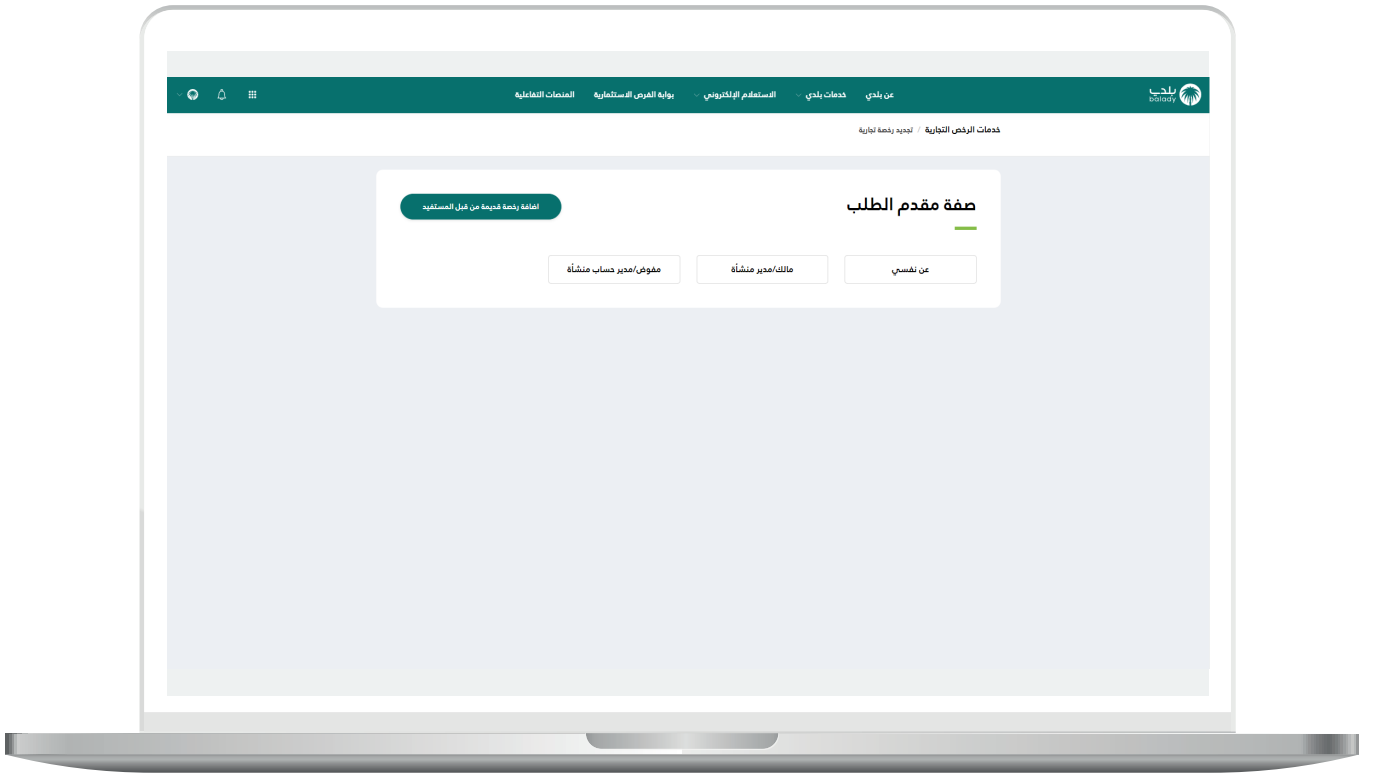 بلدي
balady
عن بلدي
خدمات بلدي
الاستعلام الإلكتروني
بوابة الفرص الاستثمارية
المنصات التفاعلية
خدمات الرخص التجارية / تجديد رخصة تجارية
صفة مقدم الطلب
اضافة رخصة قديمة من قبل المستفيد
عن نفسي
مالك/مدير منشأة
مفوض/مدير حساب منشأة